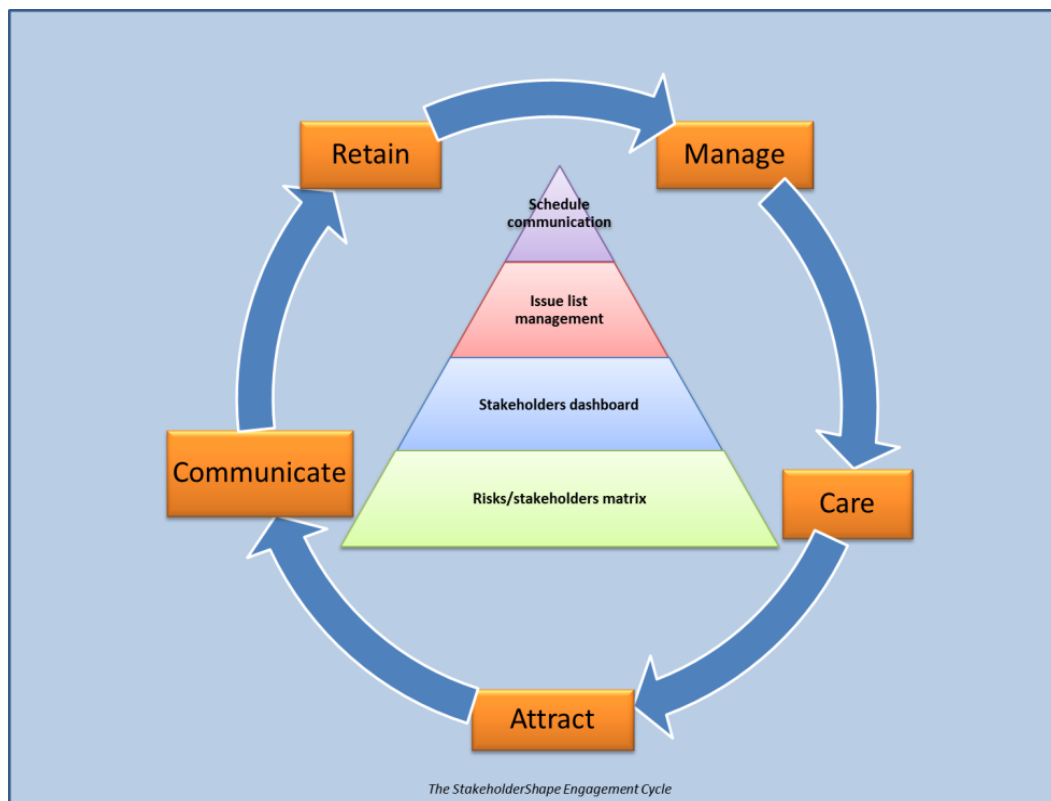 Retain
Manage
Schedule
communication
Issue list
management
Stakeholders dashboard
Communicate
Risks/stakeholders matrix
Care
Attract
The StakeholderShape Engagement Cycle